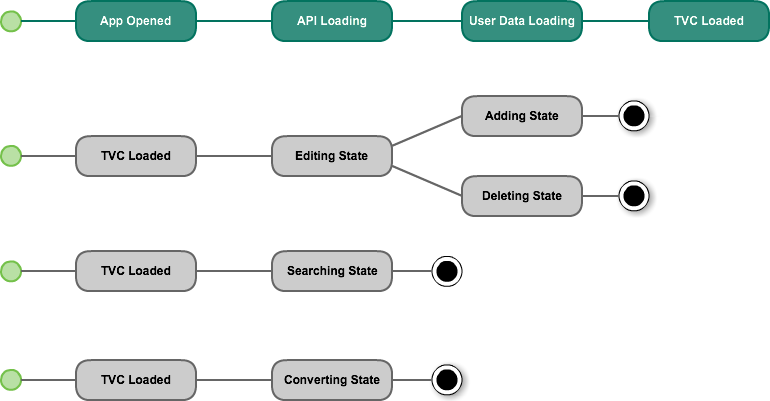 App Opened
API Loading
User Data Loading
TVC Loaded
Adding State
TVC Loaded
Editing State
Deleting State
TVC Loaded
Searching State
TVC Loaded
Converting State